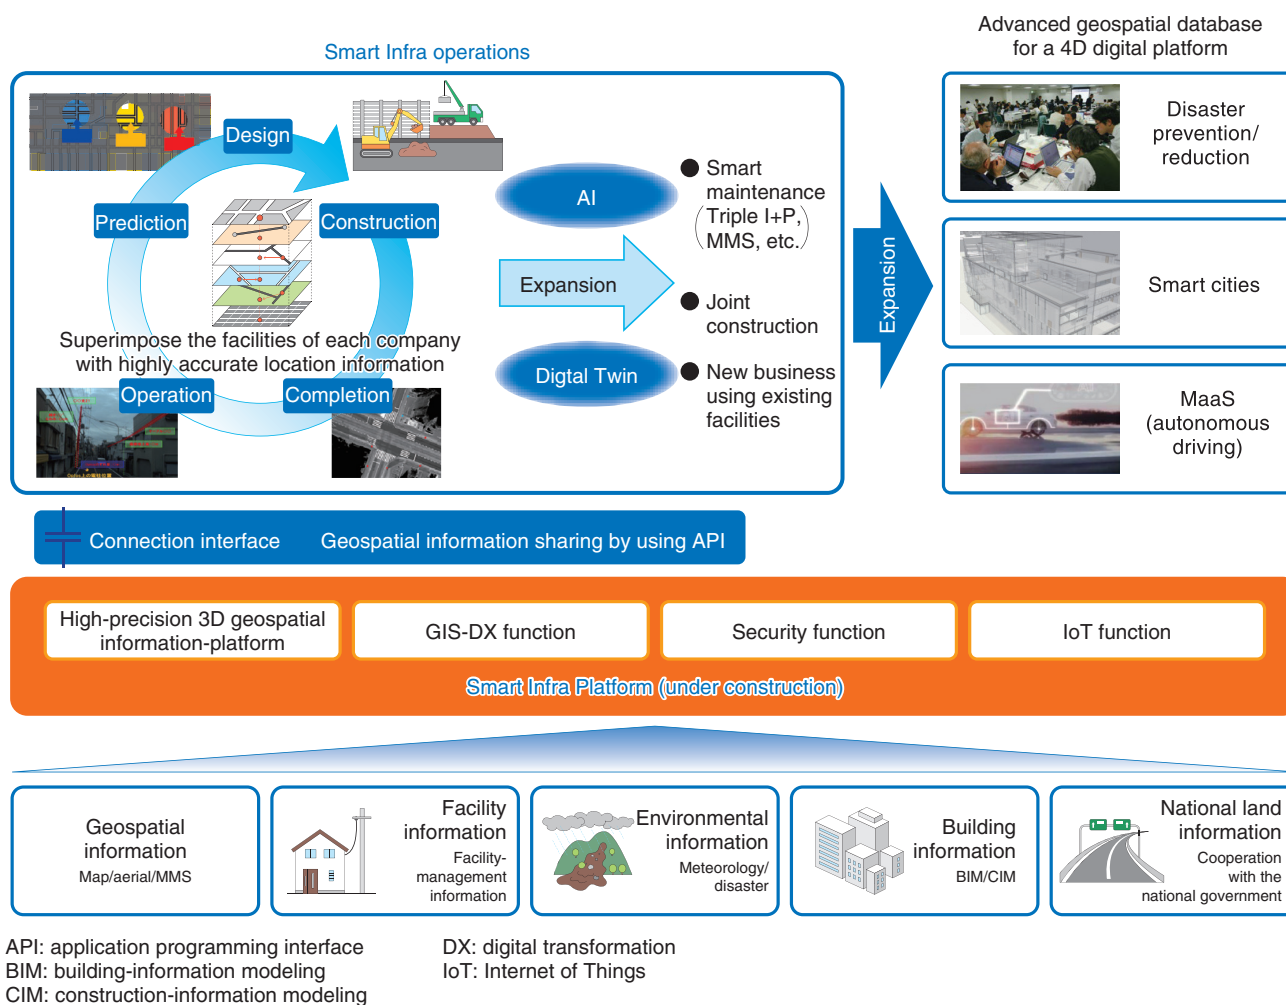 Smart Infra operations
Advanced geospatial database
for a 4D digital platform
Design
Prediction
Construction
Superimpose the facilities of each company
with highly accurate location information
Operation
Completion
AI
Expansion
Digtal Twin
● Smart
maintenance
(Triple I+P,
MMS, etc.)
● Joint
construction
● New business
using existing
facilities
Expansion
Disaster
prevention/
reduction
Smart cities
MaaS
(autonomous
driving)
Connection interface
Geospatial information sharing by using API
High-precision 3D geospatial
information-platform
GIS-DX function
Security function
IoT function
Smart Infra Platform (under construction)
Geospatial
information
Map/aerial/MMS
Facility
information
Facility-
management
information
Environmental
information
Meteorology/
disaster
Building
information
BIM/CIM
National land
information
Cooperation
with the
national government
API: application programming interface
BIM: building-information modeling
CIM: construction-information modeling
DX: digital transformation
IoT: Internet of Things